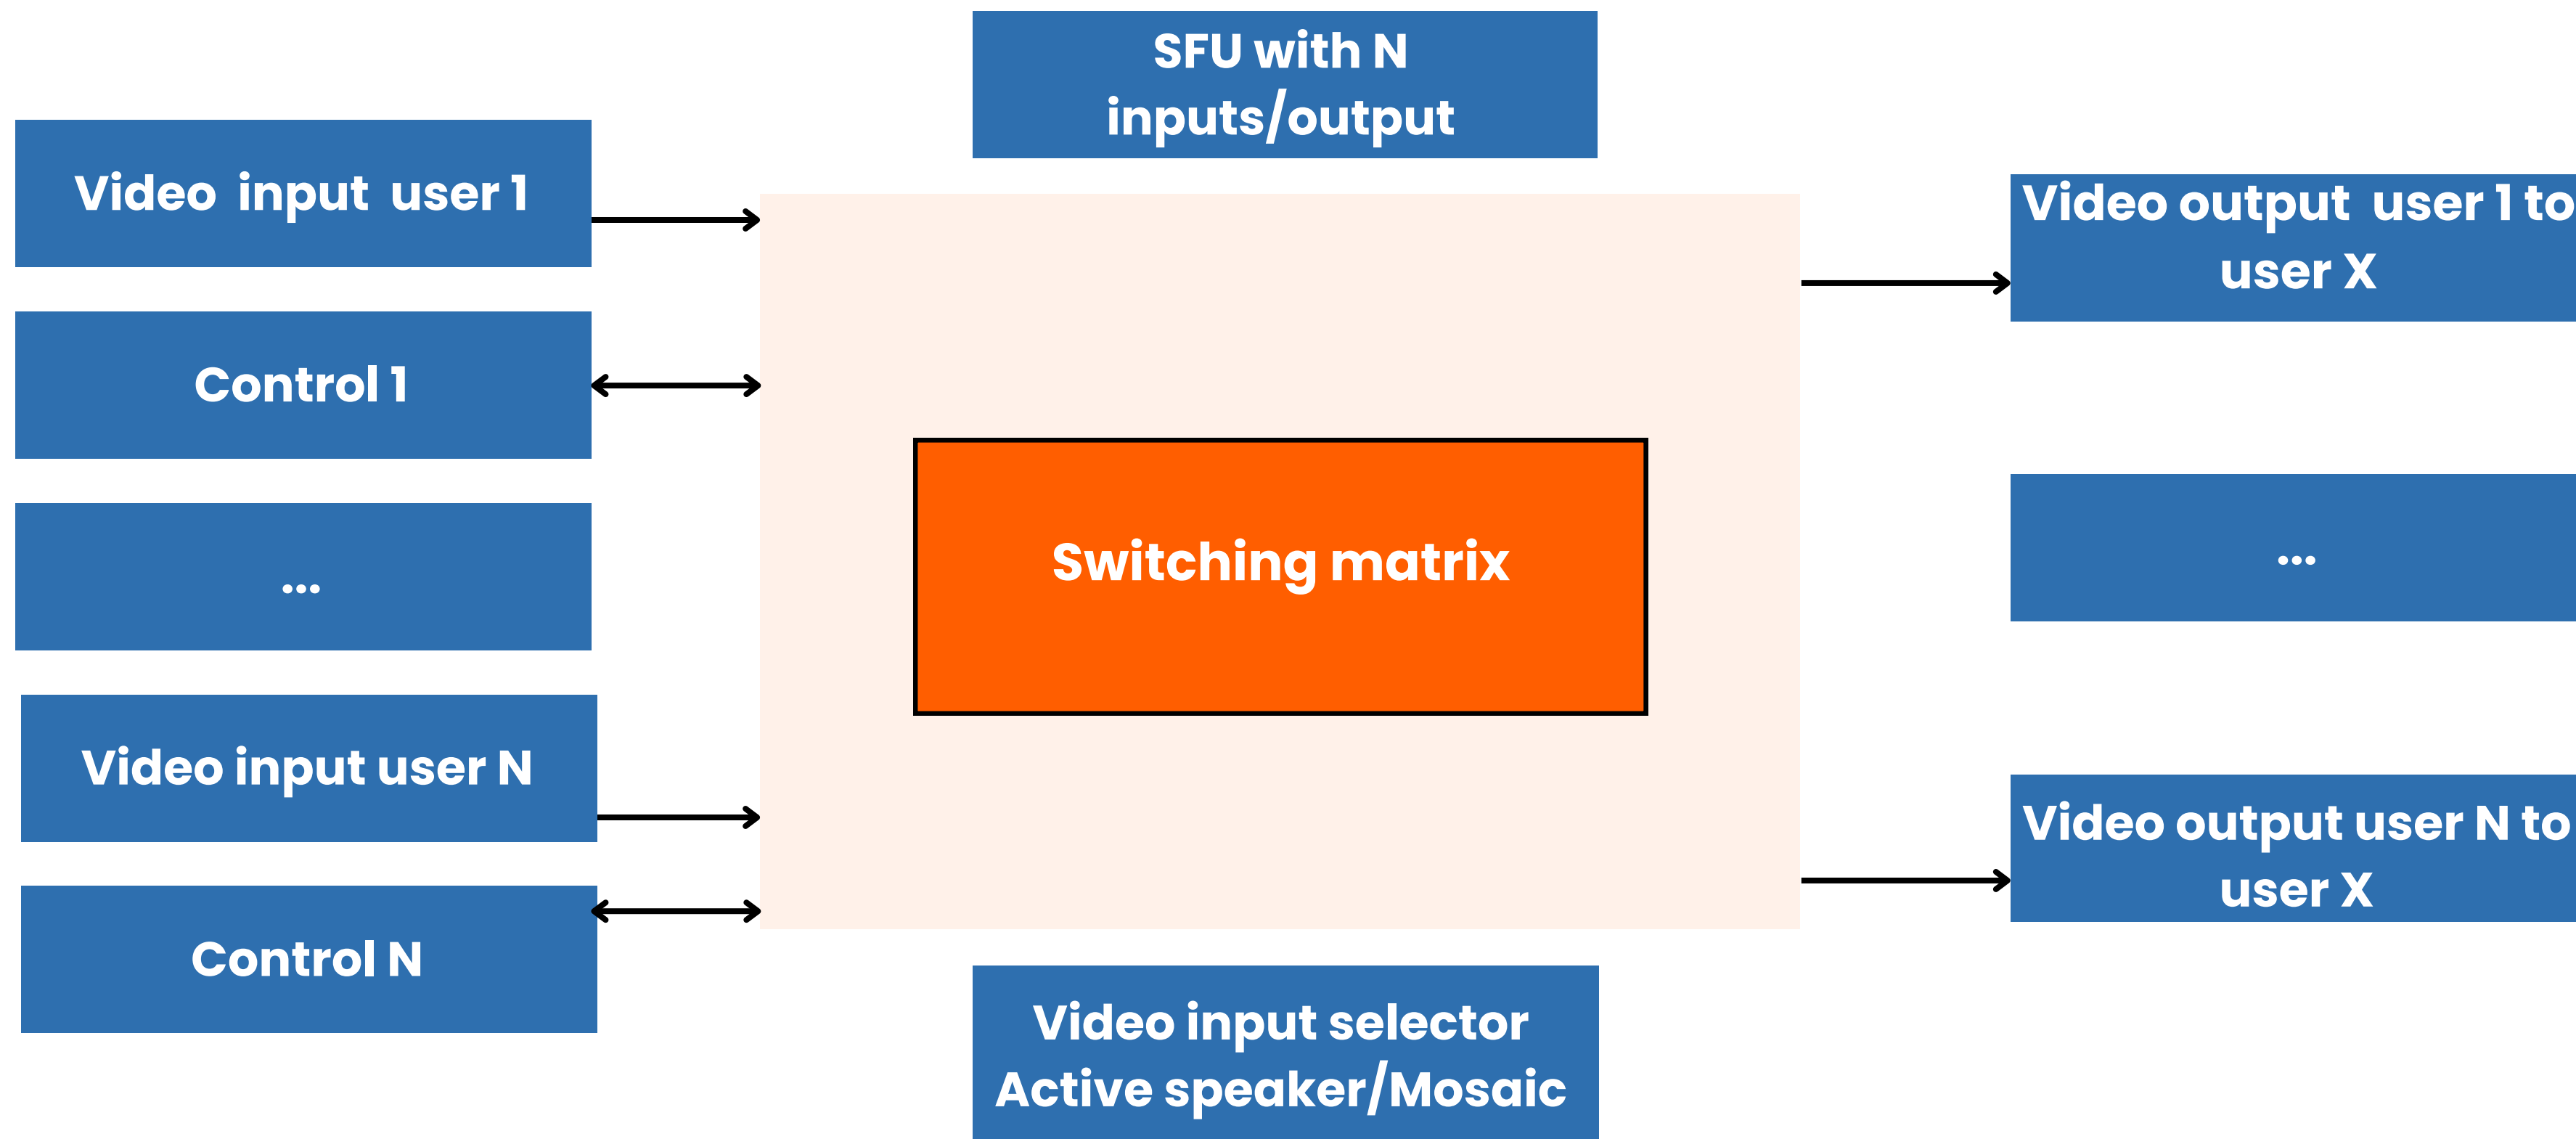 SFU with N
inputs/output
Video input user 1
Control 1
...
Video input user N
Control N
Switching matrix
Video input selector
Active speaker/Mosaic
Video output user 1 to
user X
...
Video output user N to
user X